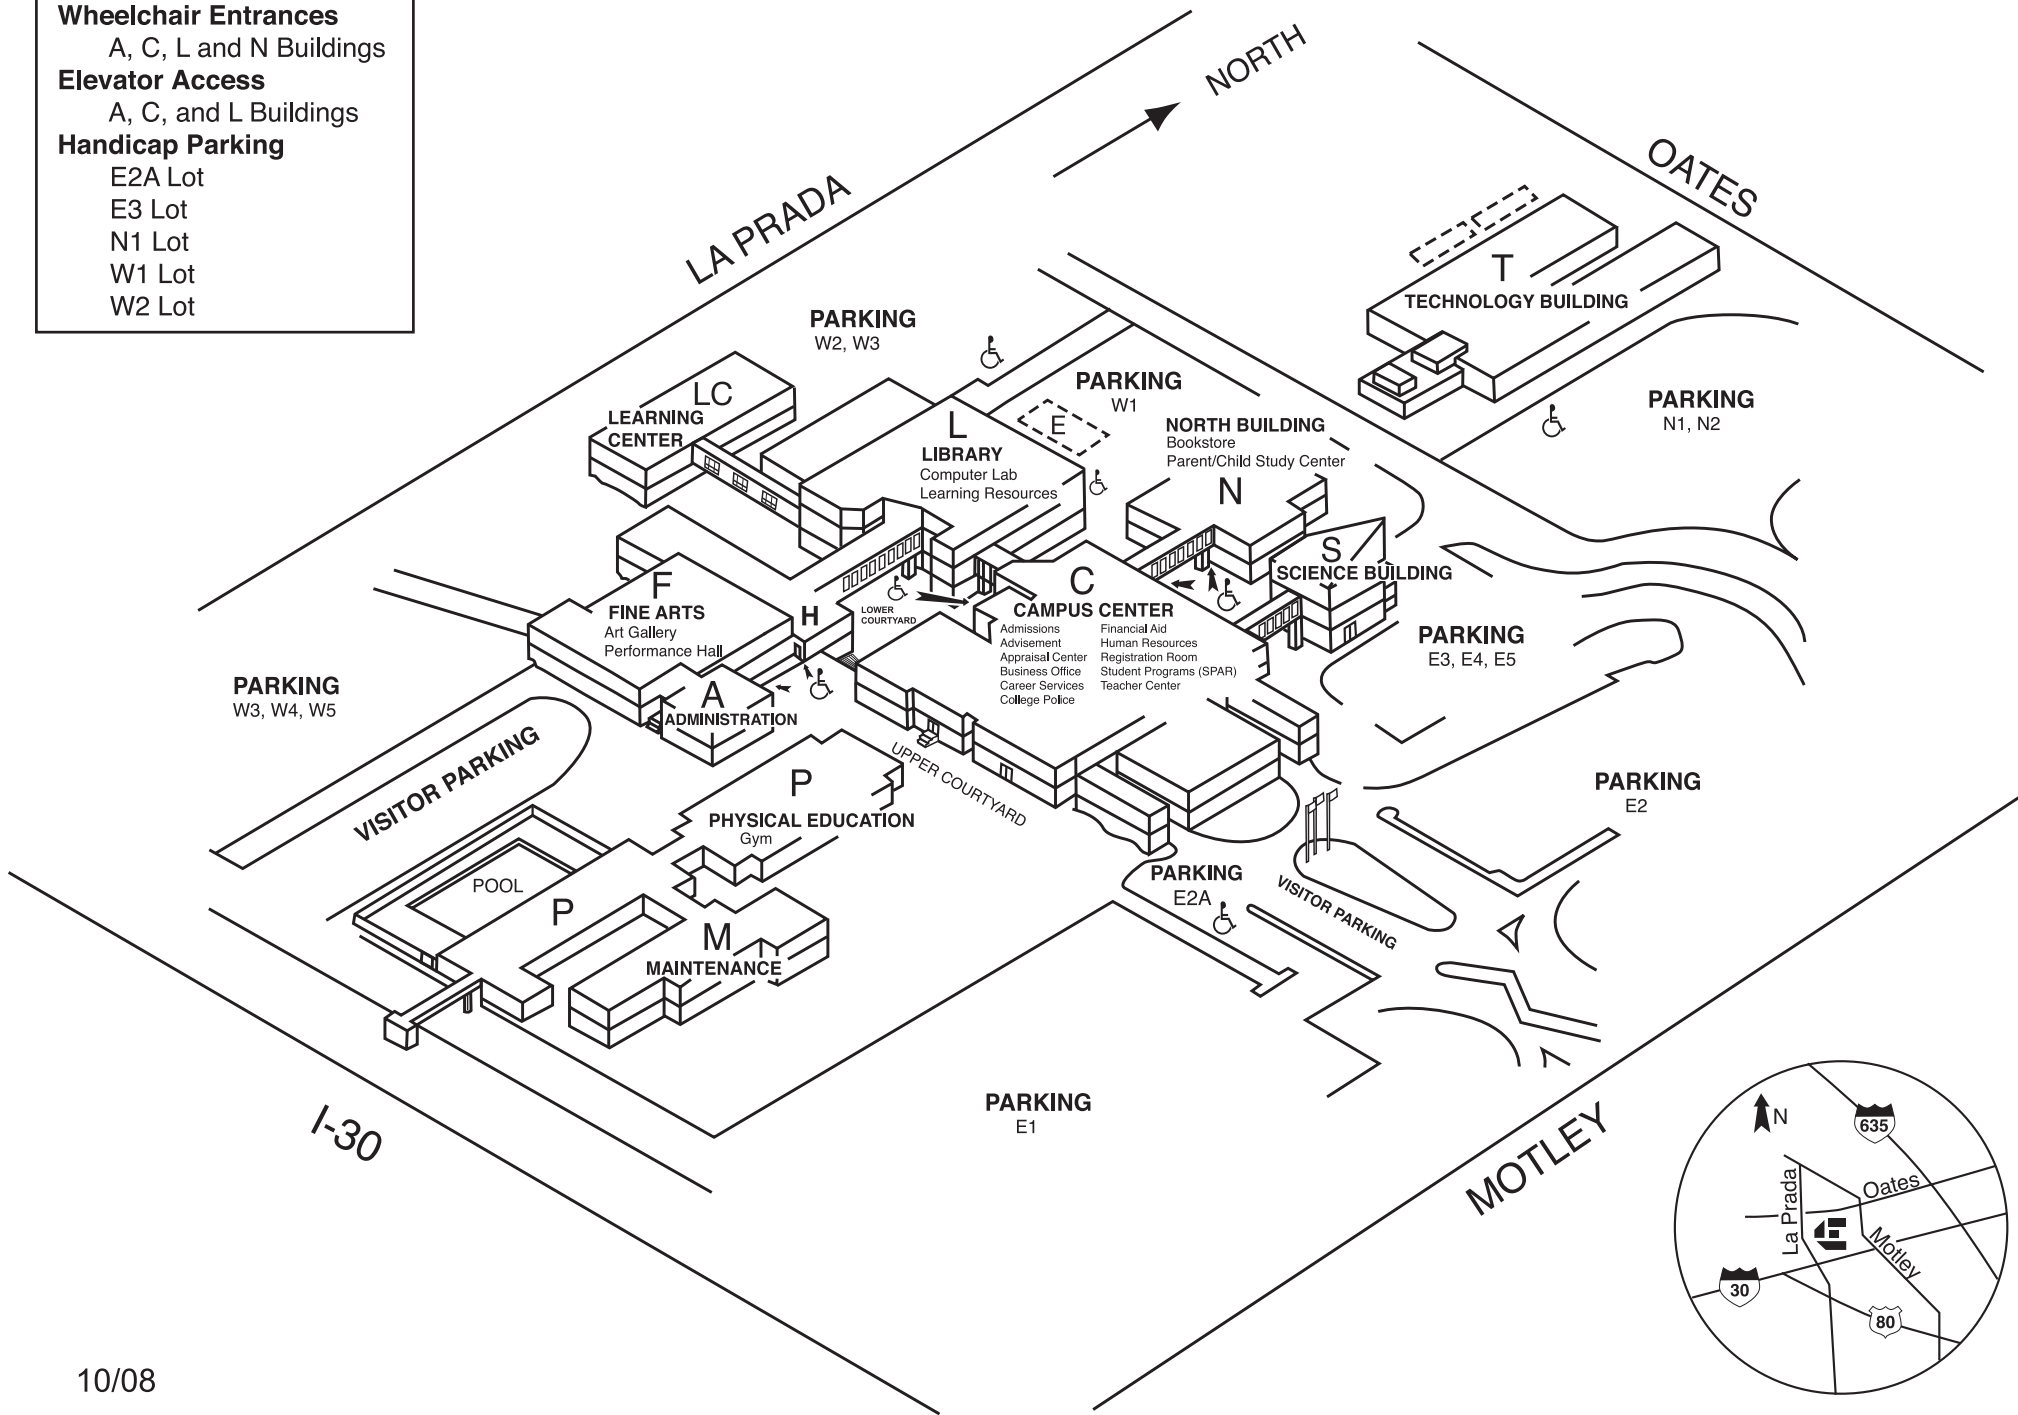 Wheelchair Entrances
A, C, L and N Buildings
Elevator Access
A, C, and L Buildings
Handicap Parking
E2A Lot
E3 Lot
N1 Lot
W1 Lot
W2 Lot
NORTH
OATES
LA PRADA
T
TECHNOLOGY BUILDING
PARKING
W2, W3
PARKING
W1
PARKING
N1, N2
LC
LEARNING
CENTER
L
LIBRARY
Computer Lab
Learning Resources
E
NORTH BUILDING
Bookstore
Parent/Child Study Center
N
S
SCIENCE BUILDING
F
FINE ARTS
Art Gallery
Performance Hall
H
LOWER
COURTYARD
C
CAMPUS CENTER
Admissions
Advisement
Appraisal Center
Business Office
Career Services
College Police
Financial Aid
Human Resources
Registration Room
Student Programs (SPAR)
Teacher Center
PARKING
E3, E4, E5
PARKING
W3, W4, W5
A
ADMINISTRATION
VISITOR PARKING
UPPER COURTYARD
P
PHYSICAL EDUCATION
Gym
PARKING
E2
POOL
P
PARKING
E2A
VISITOR PARKING
M
MAINTENANCE
PARKING
E1
I-30
MOTLEY
N
635
La Prada
Oates
Motley
30
80
10/08